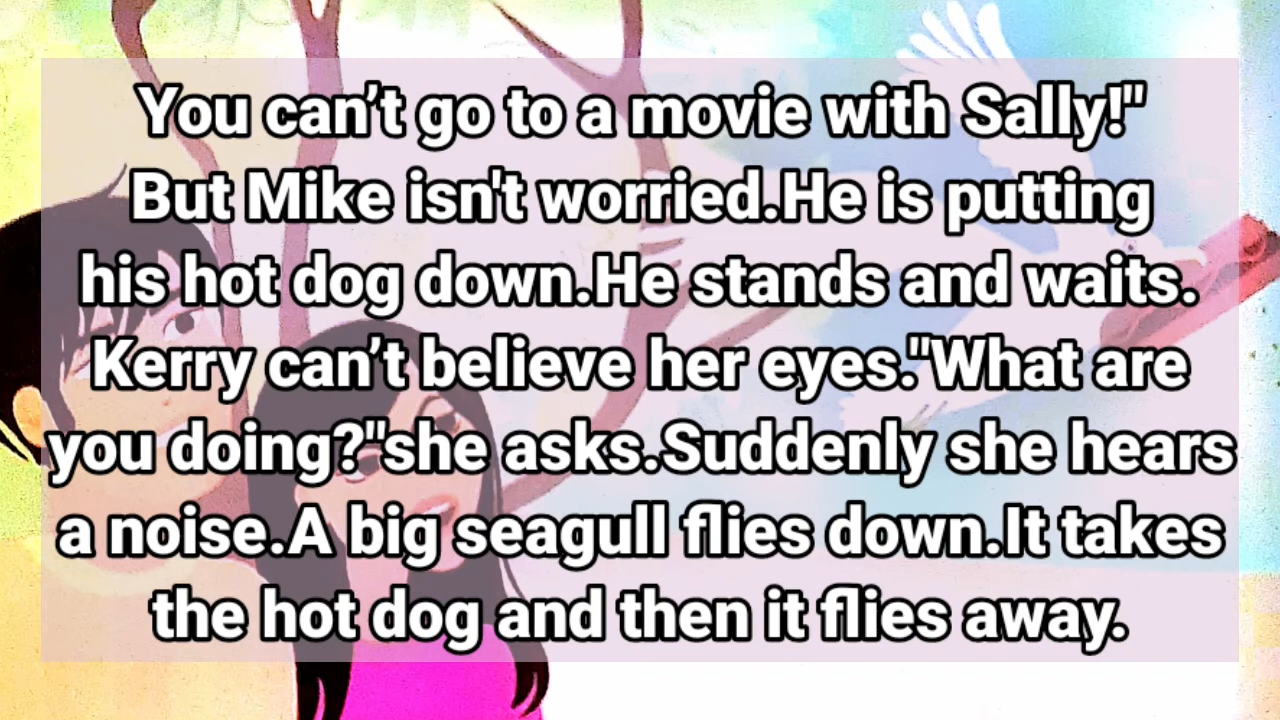 You can’t go to a movie with Sally!"
But Mike isn't worried.He is putting
his hot dog down.He stands and waits.
Kerry can’t believe her eyes."What are
you doing?"she asks.Suddenly she hears
a noise.A big seagull flies down.It takes
the hot dog and then it flies away.